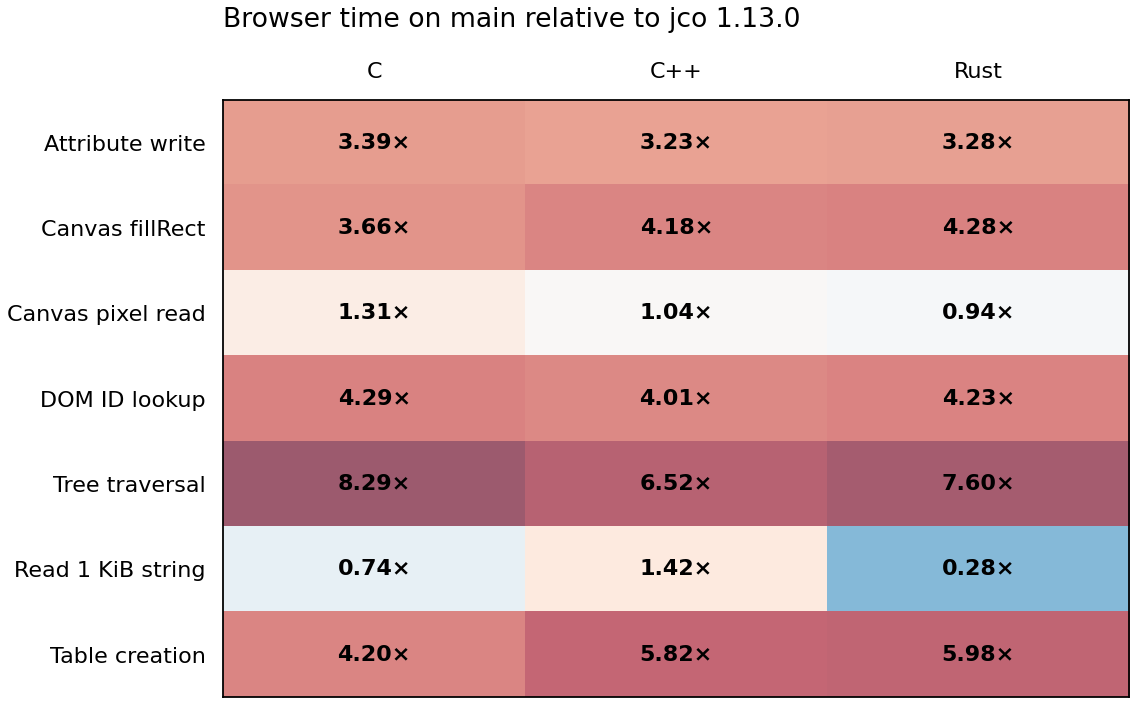 Browser time on main relative to jco 1.13.0
C C++ Rust
Attribute write 3.39× 3.23× 3.28×
Canvas fillRect 3.66× 4.18× 4.28×
Canvas pixel read 1.31× 1.04× 0.94×
DOM ID lookup 4.29× 4.01× 4.23×
Tree traversal 8.29× 6.52× 7.60×
Read 1 KiB string 0.74× 1.42× 0.28×
Table creation 4.20× 5.82× 5.98×